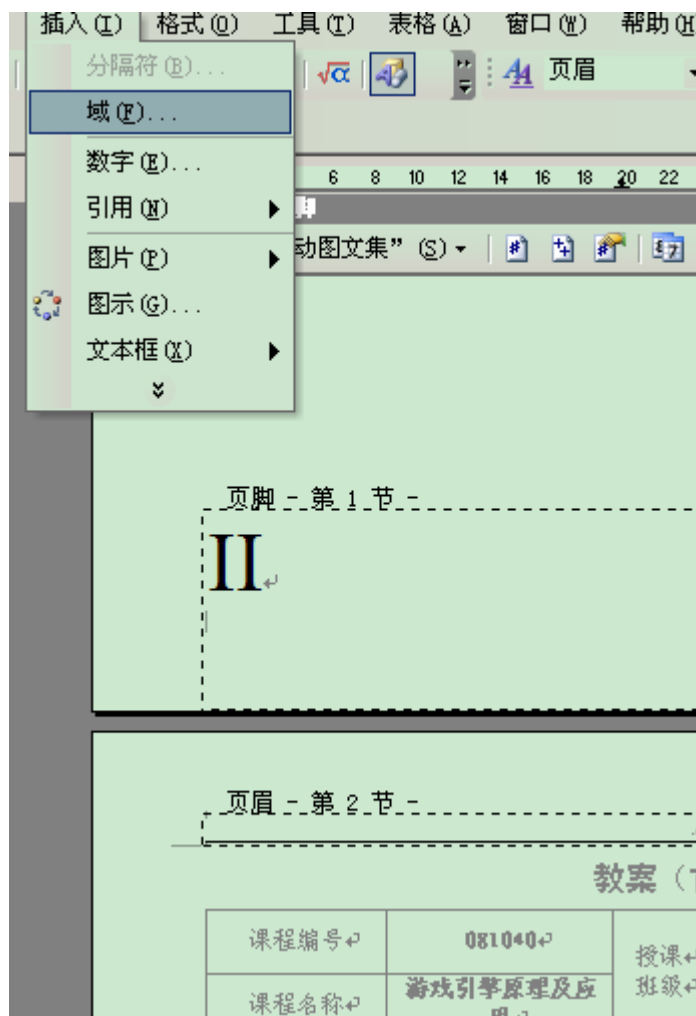 插入(I) 格式(O) 工具(T) 表格(A) 窗口(W) 帮助(H
分隔符(B)...
页眉
域(F)...
数字(E)...
6 8 10 12 14 16 18 20 22
引用(N)
动图文集”(S)
图片(P)
图示(G)...
文本框(X)
页脚 - 第 1 节 -
II
页眉 - 第 2 节 -
教案（
课程编号
081040
授课
班级
课程名称
游戏引擎原理及应
用